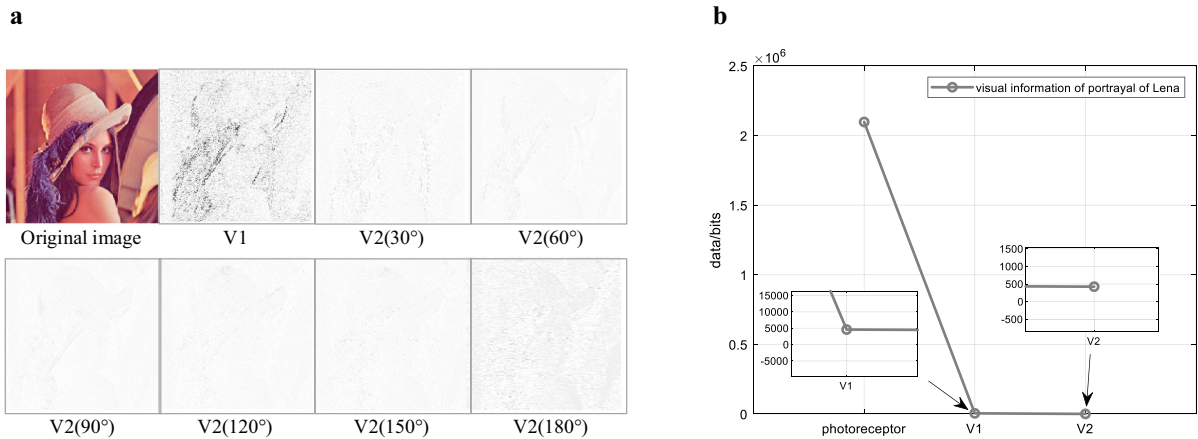 a
Original image
V1
V2(30°)
V2(60°)
V2(90°)
V2(120°)
V2(150°)
V2(180°)
b
×10⁶
2.5
2
1.5
1
0.5
0
data/bits
visual information of portrayal of Lena
15000
10000
5000
0
-5000
V1
1500
1000
500
0
-500
V2
photoreceptor
V1
V2